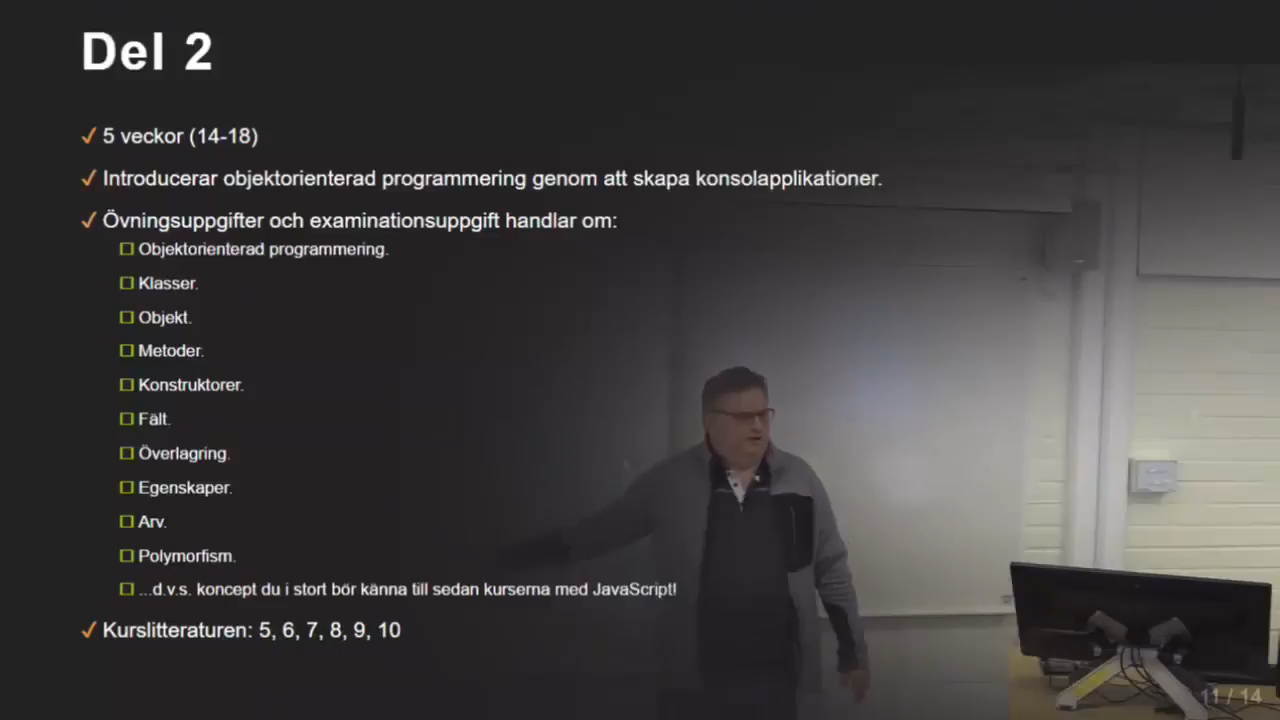 Del 2
5 veckor (14-18)
Introducerar objektorienterad programmering genom att skapa konsolapplikationer.
Övningsuppgifter och examinationsuppgift handlar om:
Objektorienterad programmering.
Klasser.
Objekt.
Metoder.
Konstruktorer.
Fält.
Överlagring.
Egenskaper.
Arv.
Polymorfism.
...d.v.s. koncept du i stort bör känna till sedan kurserna med JavaScript!
Kurslitteraturen: 5, 6, 7, 8, 9, 10
11 / 14